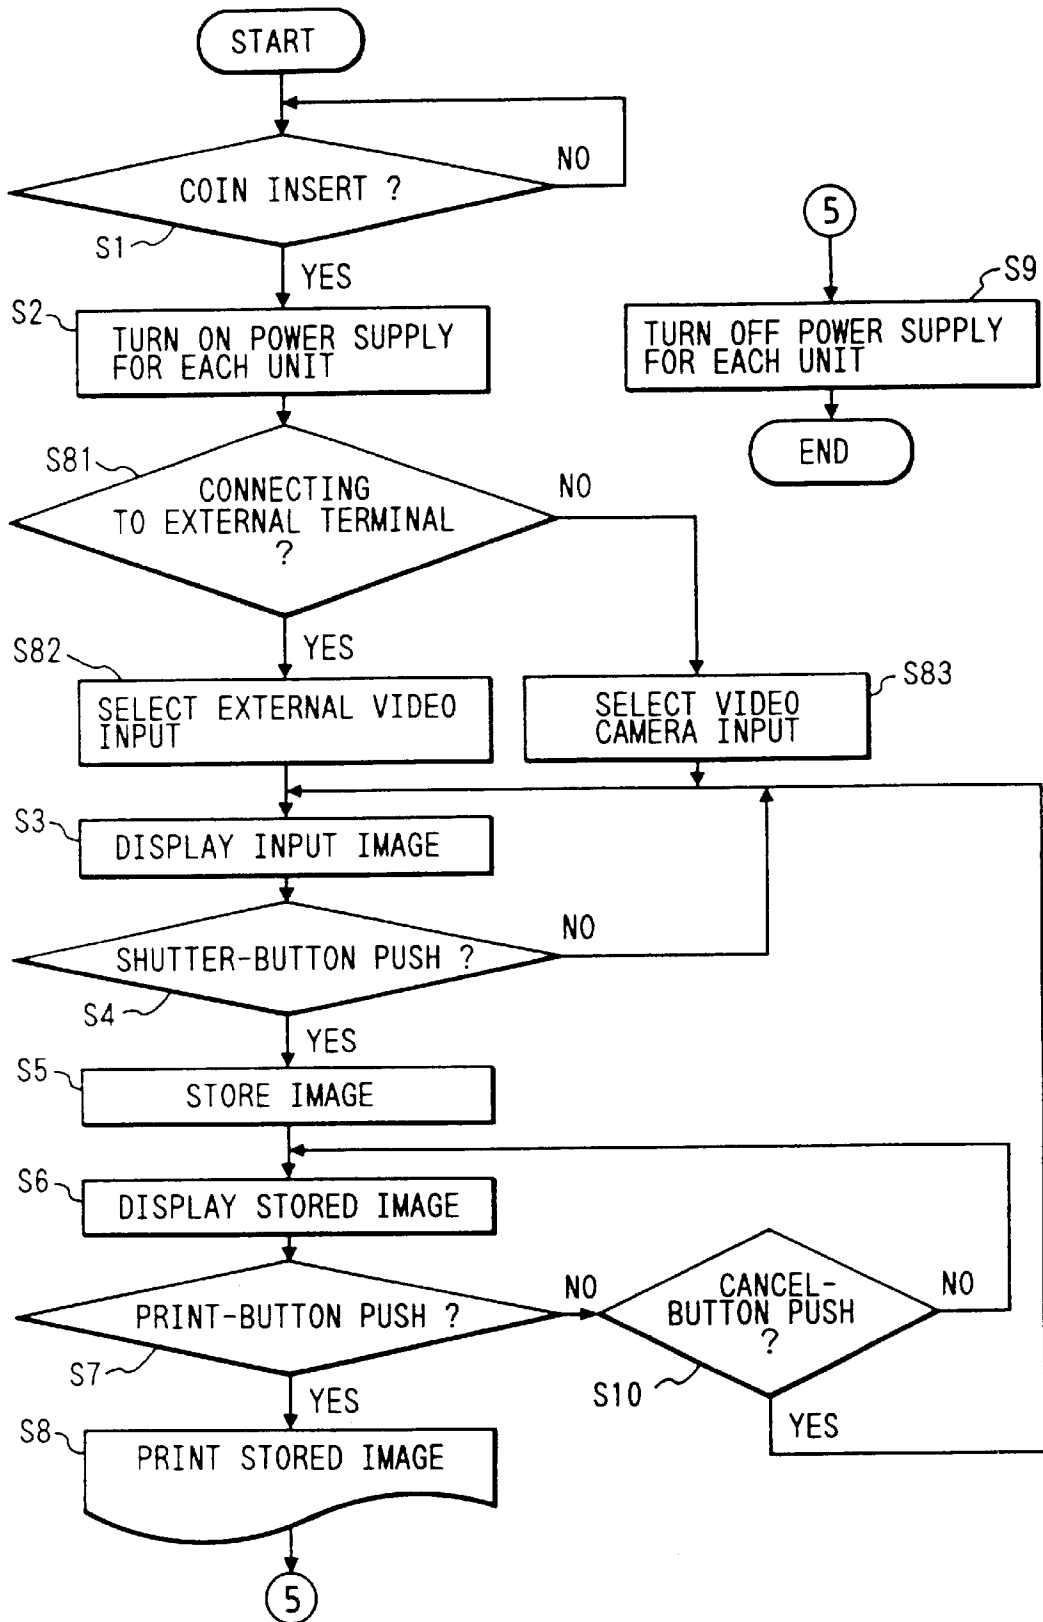 START
COIN INSERT ?
NO
S1
YES
S2
TURN ON POWER SUPPLY
FOR EACH UNIT
S81
CONNECTING
TO EXTERNAL TERMINAL
?
NO
YES
S82
SELECT EXTERNAL VIDEO
INPUT
S83
SELECT VIDEO
CAMERA INPUT
S3
DISPLAY INPUT IMAGE
SHUTTER-BUTTON PUSH ?
NO
S4
YES
S5
STORE IMAGE
S6
DISPLAY STORED IMAGE
PRINT-BUTTON PUSH ?
NO
S7
YES
CANCEL-
BUTTON PUSH
?
NO
S10
YES
S8
PRINT STORED IMAGE
5
5
S9
TURN OFF POWER SUPPLY
FOR EACH UNIT
END